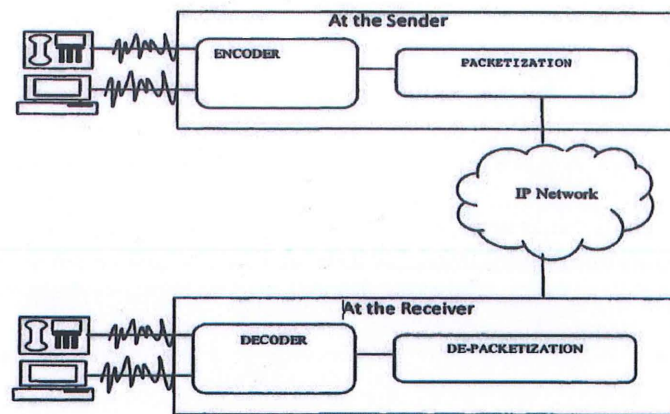 At the Sender
ENCODER
PACKETIZATION
IP Network
At the Receiver
DECODER
DE-PACKETIZATION